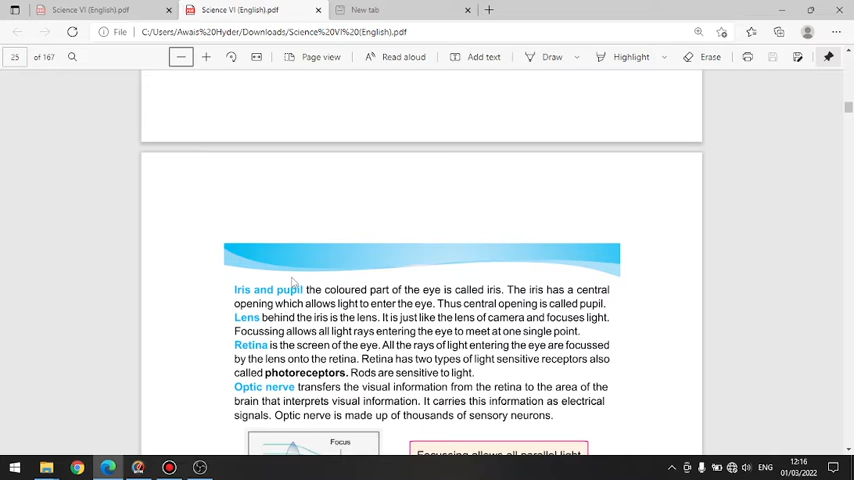 Science VI (English).pdf
Science VI (English).pdf
New tab
File
C:/Users/Awais%20Hyder/Downloads/Science%20VI%20(English).pdf
25 of 167
Page view
Read aloud
Add text
Draw
Highlight
Erase
Iris and pupil the coloured part of the eye is called iris. The iris has a central
opening which allows light to enter the eye. Thus central opening is called pupil.
Lens behind the iris is the lens. It is just like the lens of camera and focuses light.
Focussing allows all light rays entering the eye to meet at one single point.
Retina is the screen of the eye. All the rays of light entering the eye are focussed
by the lens onto the retina. Retina has two types of light sensitive receptors also
called photoreceptors. Rods are sensitive to light.
Optic nerve transfers the visual information from the retina to the area of the
brain that interprets visual information. It carries this information as electrical
signals. Optic nerve is made up of thousands of sensory neurons.
Focus
Focussing allows all parallel light
ENG
12:16
01/03/2022